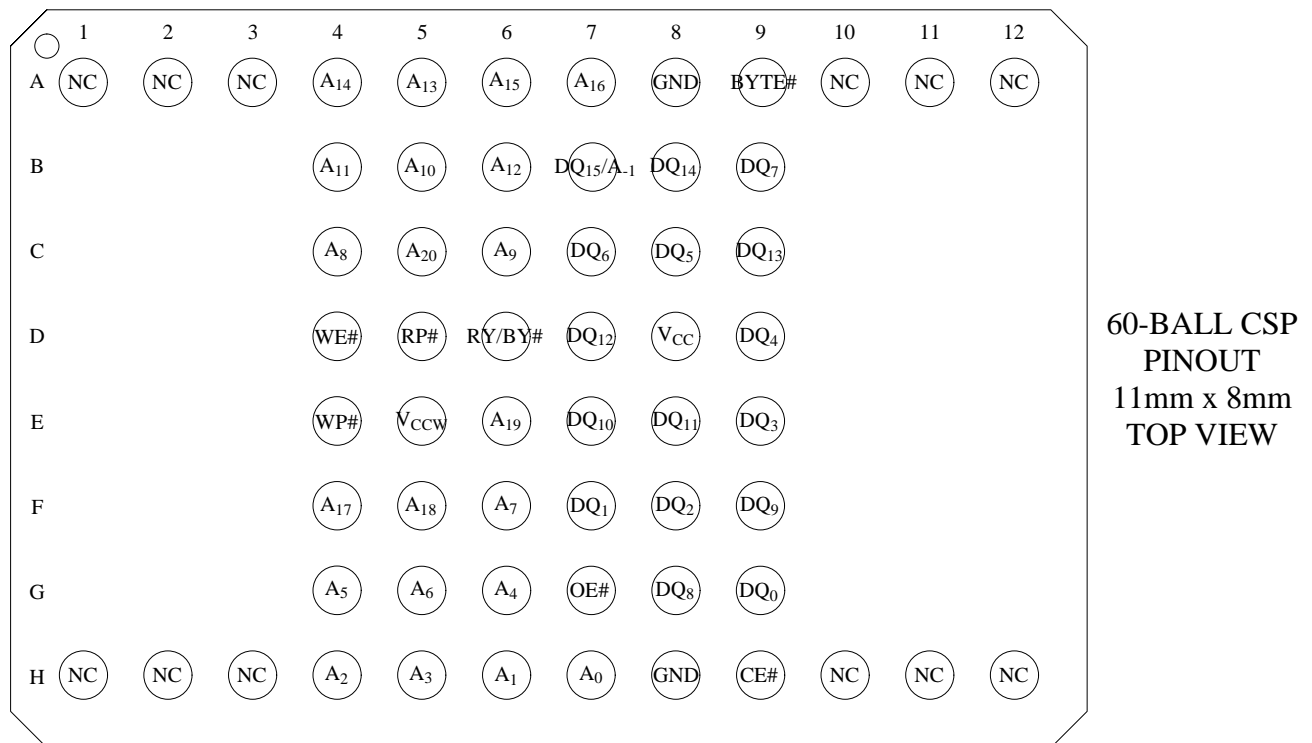 1 2 3 4 5 6 7 8 9 10 11 12
A NC NC NC A14 A13 A15 A16 GND BYTE# NC NC NC
B A11 A10 A12 DQ15/A-1 DQ14 DQ7
C A8 A20 A9 DQ6 DQ5 DQ13
D WE# RP# RY/BY# DQ12 VCC DQ4
E WP# VCCW A19 DQ10 DQ11 DQ3
F A17 A18 A7 DQ1 DQ2 DQ9
G A5 A6 A4 OE# DQ8 DQ0
H NC NC NC A2 A3 A1 A0 GND CE# NC NC NC
60-BALL CSP
PINOUT
11mm x 8mm
TOP VIEW